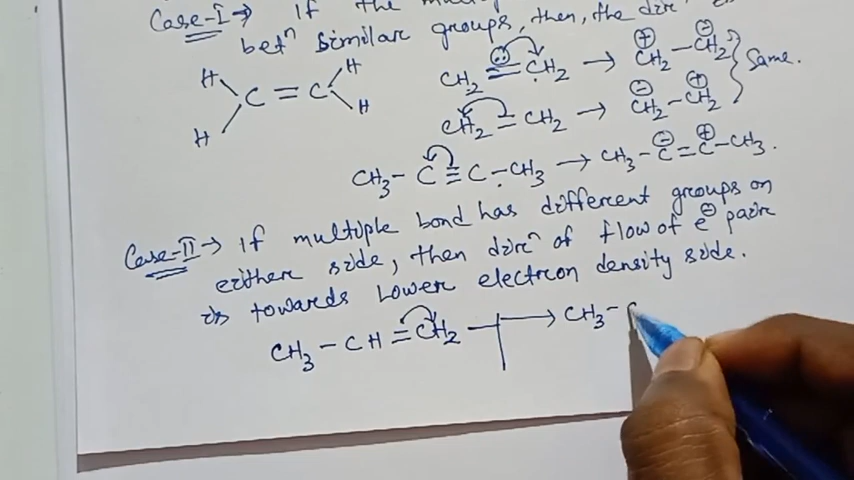 Case-I → If the
betⁿ similar groups, then, the dirⁿ
H H
C = C
H H
CH₂ = CH₂ → ⊕CH₂ – ⊖CH₂
CH₂ = CH₂ → ⊖CH₂ – ⊕CH₂
Same.
CH₃ – C ≡ C – CH₃ → CH₃ – ⊖C = ⊕C – CH₃.
Case-II → If multiple bond has different groups on
either side, then dirⁿ of flow of e⊖ pair
is towards lower electron density side.
CH₃ – CH = CH₂ → CH₃ –